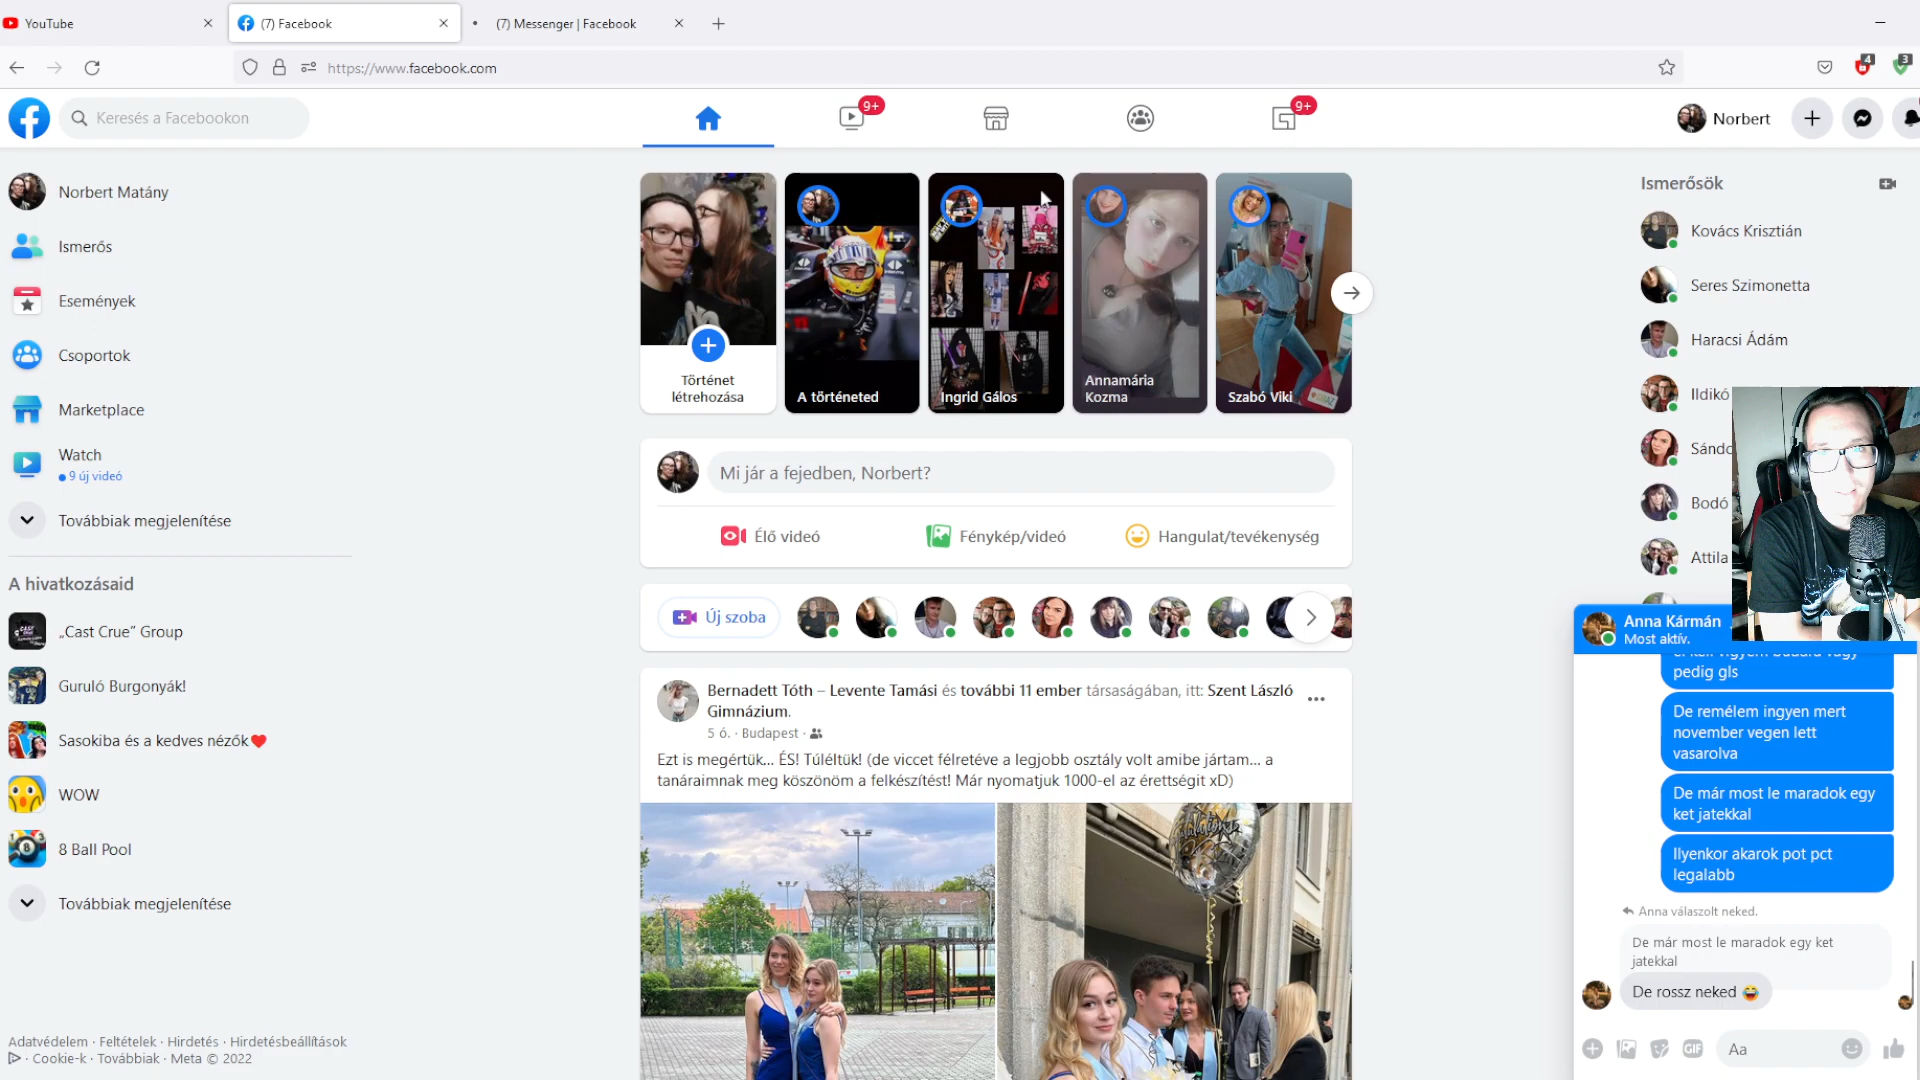 YouTube
(7) Facebook
(7) Messenger | Facebook
https://www.facebook.com
4
3
Keresés a Facebookon
9+
9+
Norbert
Norbert Matány
Ismerős
Események
Csoportok
Marketplace
Watch
9 új videó
Továbbiak megjelenítése
A hivatkozásaid
„Cast Crue” Group
Guruló Burgonyák!
Sasokiba és a kedves nézők❤️
WOW
8 Ball Pool
Továbbiak megjelenítése
Adatvédelem · Feltételek · Hirdetés · Hirdetésbeállítások
· Cookie-k · Továbbiak · Meta © 2022
Történet
létrehozása
A történeted
Ingrid Gálos
Annamária
Kozma
Szabó Viki
Mi jár a fejedben, Norbert?
Élő videó
Fénykép/videó
Hangulat/tevékenység
Új szoba
Bernadett Tóth – Levente Tamási és további 11 ember társaságában, itt: Szent László
Gimnázium.
5 ó. · Budapest ·
Ezt is megértük... ÉS! Túléltük! (de viccet félretéve a legjobb osztály volt amibe jártam... a
tanáraimnak meg köszönöm a felkészítést! Már nyomatjuk 1000-el az érettségit xD)
Ismerősök
Kovács Krisztián
Seres Szimonetta
Haracsi Ádám
Ildikó
Sándo
Bodó
Attila
Anna Kármán
Most aktív.
pedig gls
De remélem ingyen mert
november vegen lett
vasarolva
De már most le maradok egy
ket jatekkal
Ilyenkor akarok pot pct
legalabb
Anna válaszolt neked.
De már most le maradok egy ket
jatekkal
De rossz neked 😂
GIF
Aa